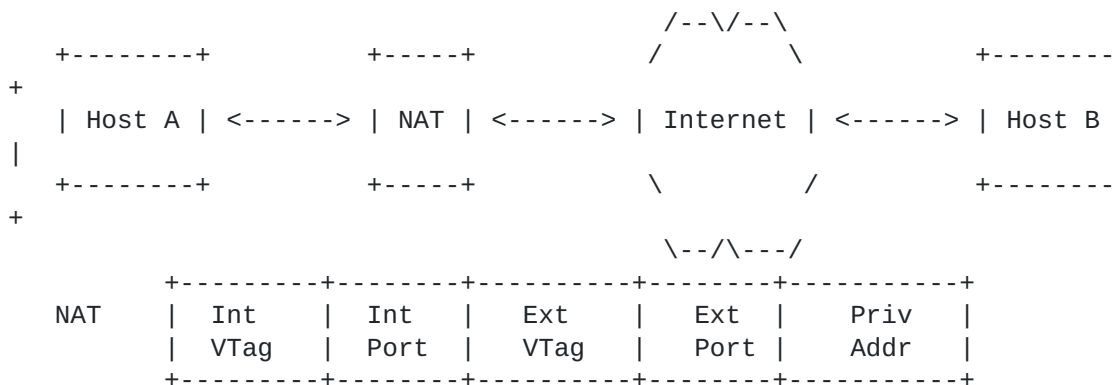 /--\/--\
+--------+ +-----+ / \ +--------
+
| Host A | <------> | NAT | <------> | Internet | <------> | Host B
|
+--------+ +-----+ \ / +--------
+
\--/\---/
+---------+--------+----------+--------+-----------+
NAT | Int | Int | Ext | Ext | Priv |
| VTag | Port | VTag | Port | Addr |
+---------+--------+----------+--------+-----------+